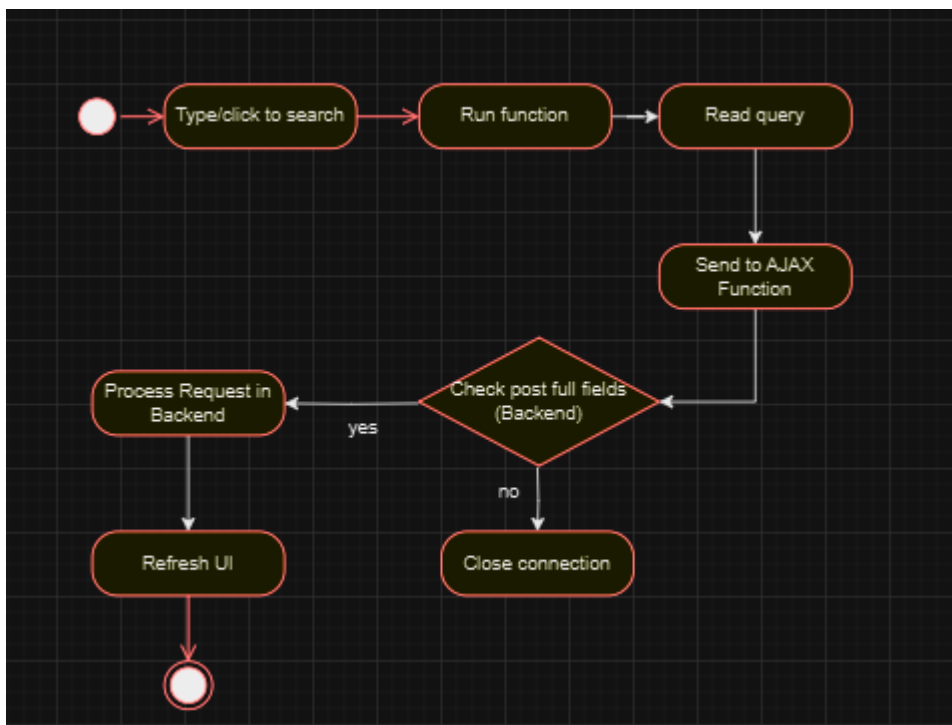 Type/click to search
Run function
Read query
Send to AJAX
Function
Check post full fields
(Backend)
Process Request in
Backend
yes
no
Refresh UI
Close connection